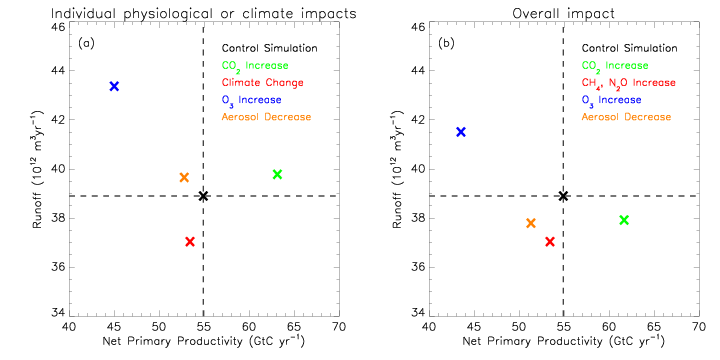 Individual physiological or climate impacts
(a)
Control Simulation
CO2 Increase
Climate Change
O3 Increase
Aerosol Decrease
46
44
42
40
38
36
34
Runoff (10^12 m^3yr^-1)
40 45 50 55 60 65 70
Net Primary Productivity (GtC yr^-1)
Overall impact
(b)
Control Simulation
CO2 Increase
CH4, N2O Increase
O3 Increase
Aerosol Decrease
46
44
42
40
38
36
34
Runoff (10^12 m^3yr^-1)
40 45 50 55 60 65 70
Net Primary Productivity (GtC yr^-1)